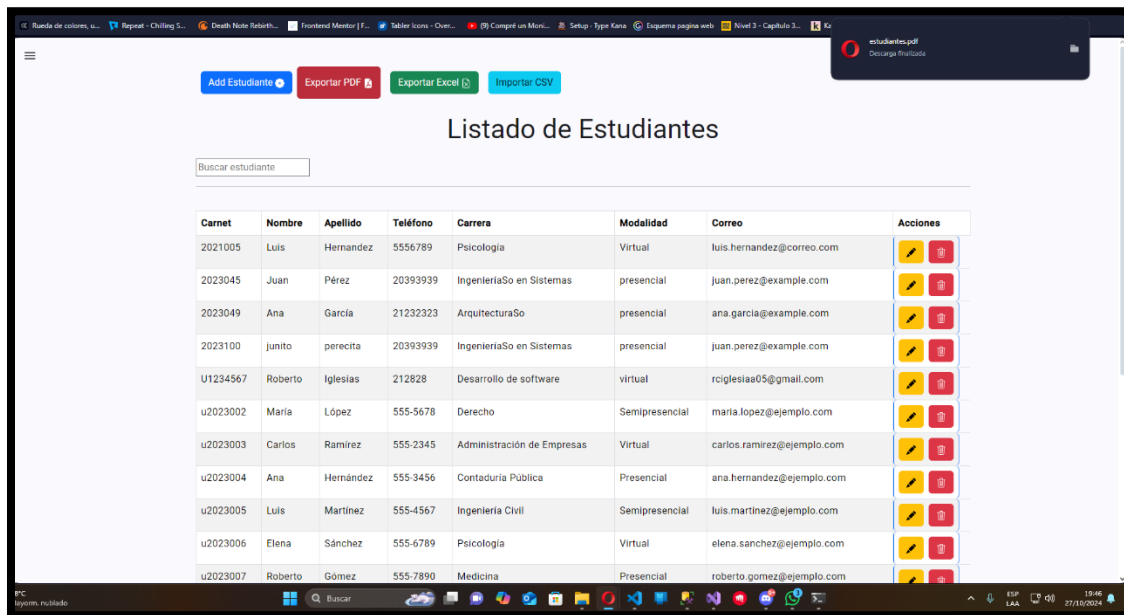 Rueda de colores, u... Repeat - Chilling S... Death Note Rebirth... Frontend Mentor | F... Tabler Icons - Over... (9) Compré un Moni... Setup - Type Kana Esquema pagina web Nivel 3 - Capítulo 3... Ka
estudiantes.pdf
Descarga finalizada
Add Estudiante Exportar PDF Exportar Excel Importar CSV
Listado de Estudiantes
Buscar estudiante
Carnet Nombre Apellido Teléfono Carrera Modalidad Correo Acciones
2021005 Luis Hernandez 5556789 Psicología Virtual luis.hernandez@correo.com
2023045 Juan Pérez 20393939 IngenieríaSo en Sistemas presencial juan.perez@example.com
2023049 Ana García 21232323 ArquitecturaSo presencial ana.garcia@example.com
2023100 junito perecita 20393939 IngenieríaSo en Sistemas presencial juan.perez@example.com
U1234567 Roberto Iglesias 212828 Desarrollo de software virtual rciglesiaa05@gmail.com
u2023002 María López 555-5678 Derecho Semipresencial maria.lopez@ejemplo.com
u2023003 Carlos Ramírez 555-2345 Administración de Empresas Virtual carlos.ramirez@ejemplo.com
u2023004 Ana Hernández 555-3456 Contaduría Pública Presencial ana.hernandez@ejemplo.com
u2023005 Luis Martínez 555-4567 Ingeniería Civil Semipresencial luis.martinez@ejemplo.com
u2023006 Elena Sánchez 555-6789 Psicología Virtual elena.sanchez@ejemplo.com
u2023007 Roberto Gómez 555-7890 Medicina Presencial roberto.gomez@ejemplo.com
8°C
layorm. nublado
Buscar
ESP
LAA
19:46
27/10/2024